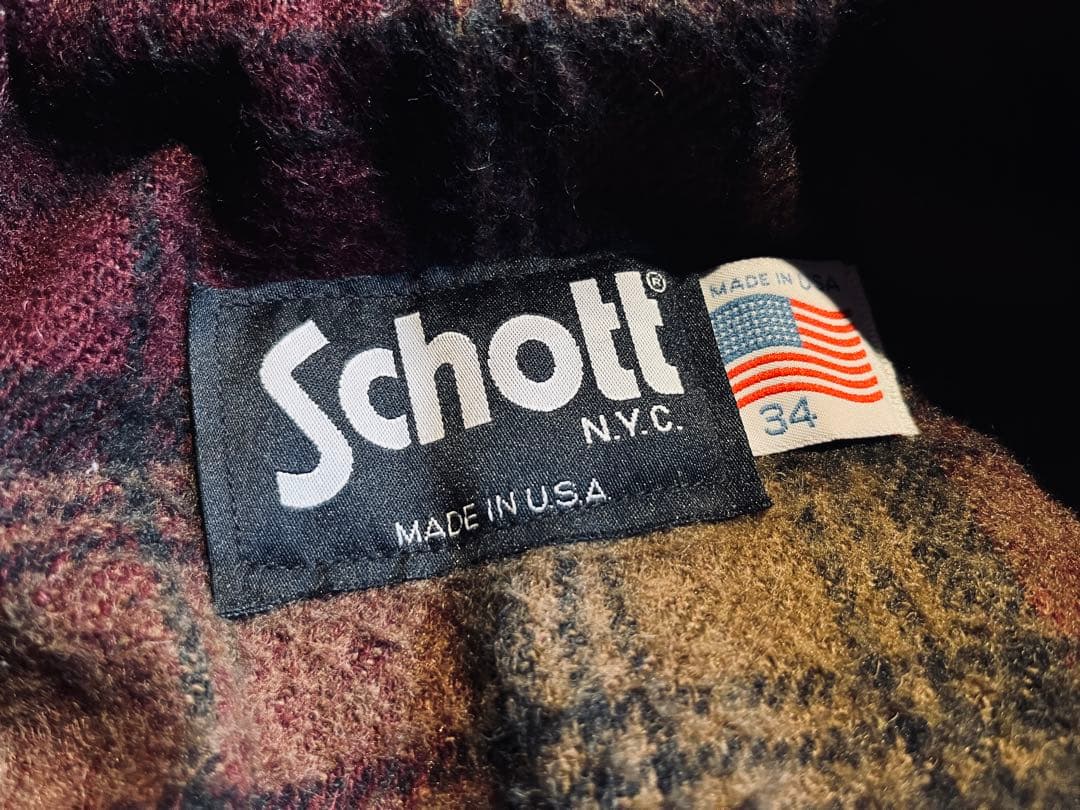 Schott®
N.Y.C.
MADE IN U.S.A
MADE IN USA
34